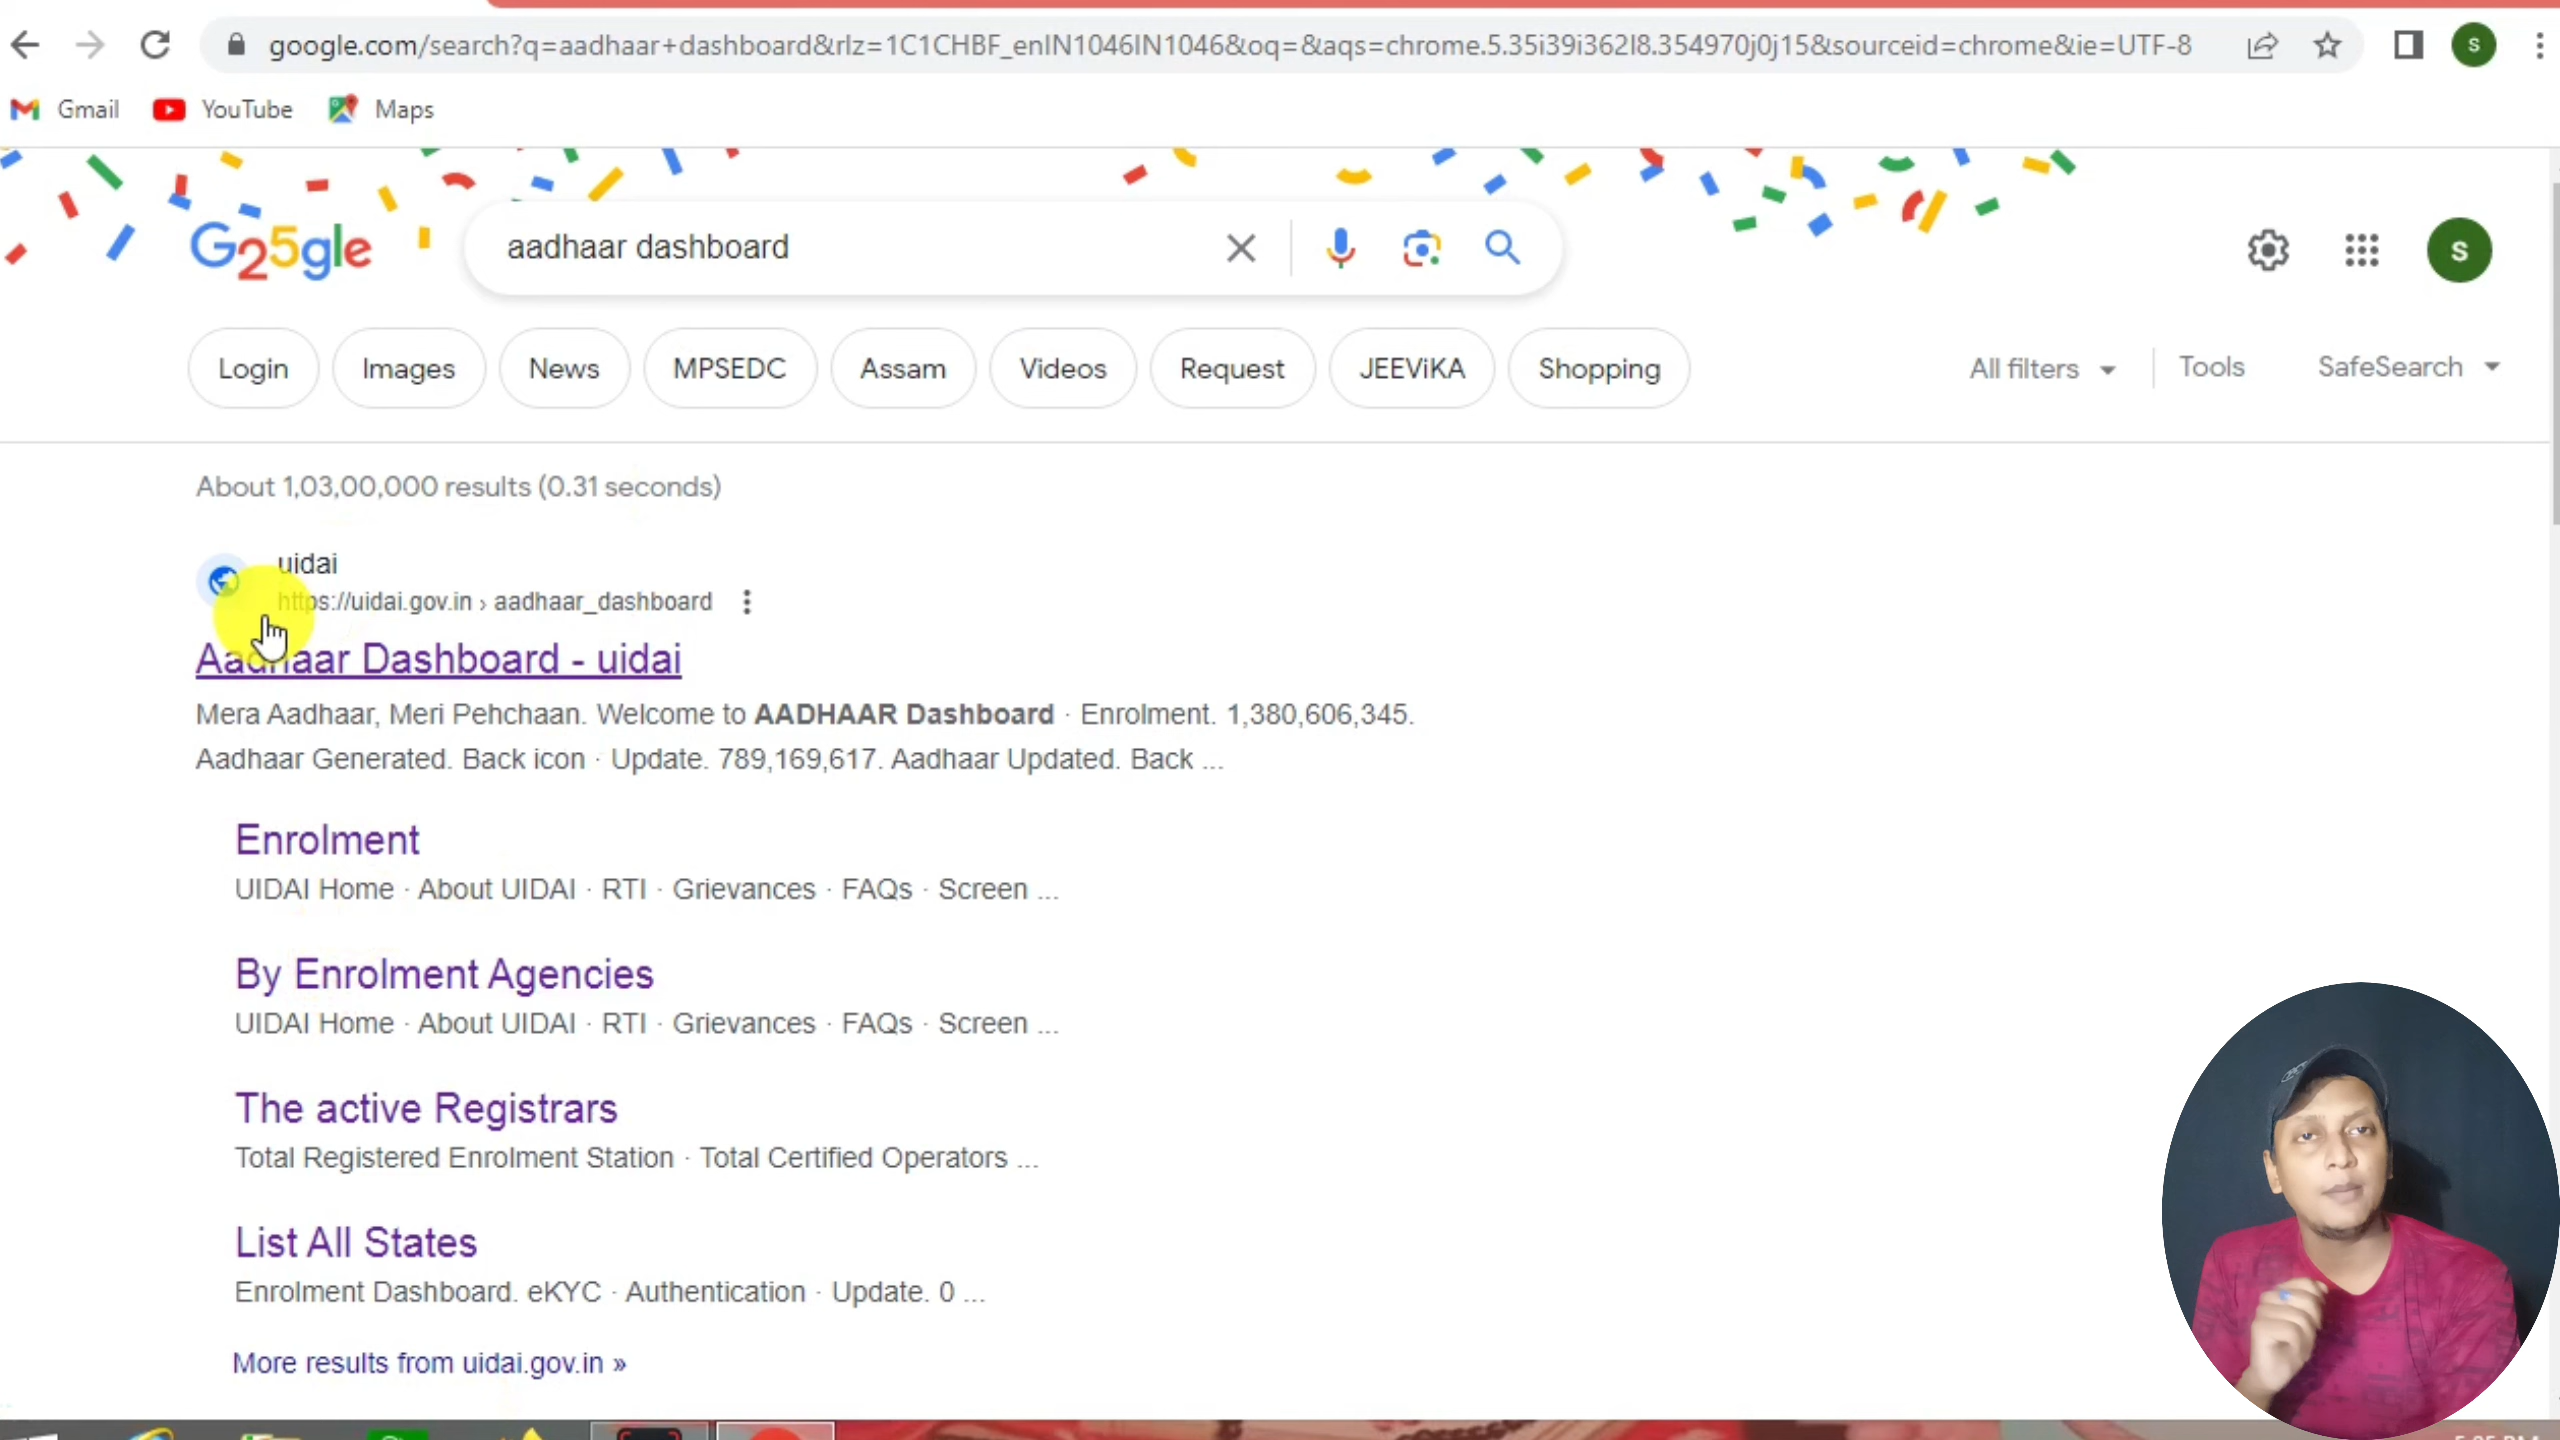 google.com/search?q=aadhaar+dashboard&rlz=1C1CHBF_enIN1046IN1046&oq=&aqs=chrome.5.35i39i362l8.354970j0j15&sourceid=chrome&ie=UTF-8
S
Gmail
YouTube
Maps
G25gle
aadhaar dashboard
S
Login
Images
News
MPSEDC
Assam
Videos
Request
JEEViKA
Shopping
All filters
Tools
SafeSearch
About 1,03,00,000 results (0.31 seconds)
uidai
https://uidai.gov.in › aadhaar_dashboard
Aadhaar Dashboard - uidai
Mera Aadhaar, Meri Pehchaan. Welcome to AADHAAR Dashboard · Enrolment. 1,380,606,345.
Aadhaar Generated. Back icon · Update. 789,169,617. Aadhaar Updated. Back ...
Enrolment
UIDAI Home · About UIDAI · RTI · Grievances · FAQs · Screen ...
By Enrolment Agencies
UIDAI Home · About UIDAI · RTI · Grievances · FAQs · Screen ...
The active Registrars
Total Registered Enrolment Station · Total Certified Operators ...
List All States
Enrolment Dashboard. eKYC · Authentication · Update. 0 ...
More results from uidai.gov.in »